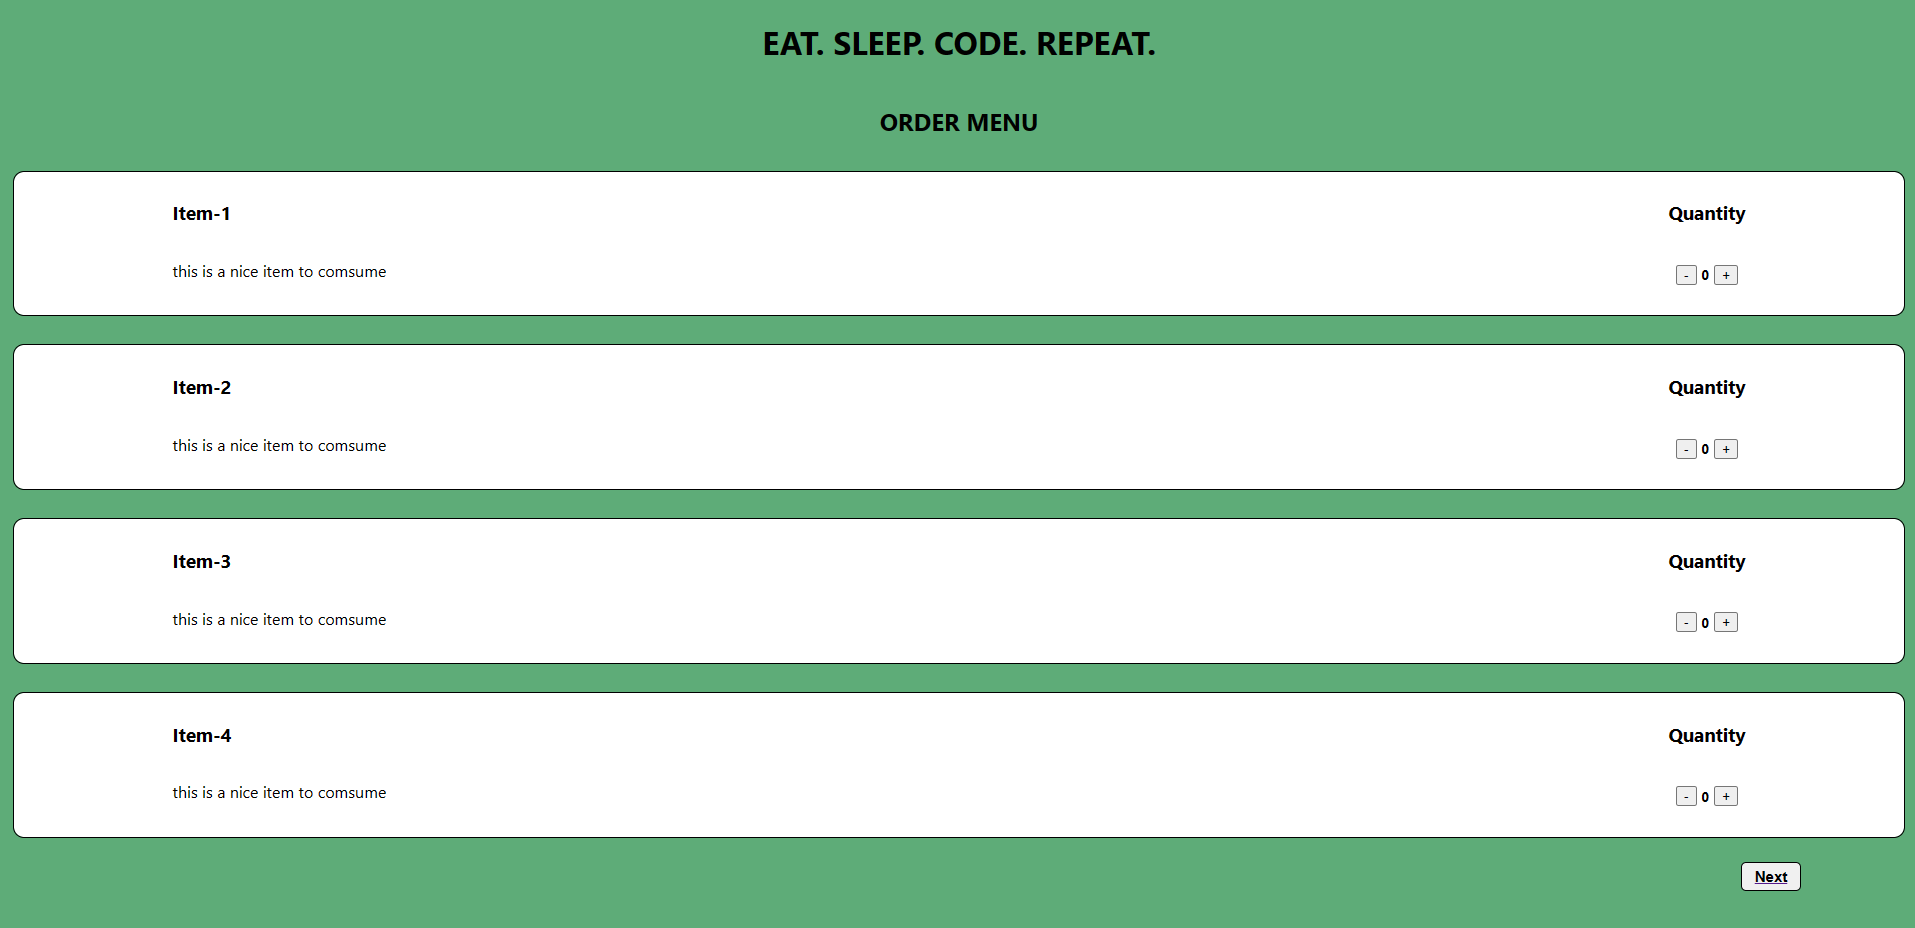 EAT. SLEEP. CODE. REPEAT.
ORDER MENU
Item-1 Quantity
this is a nice item to comsume - 0 +
Item-2 Quantity
this is a nice item to comsume - 0 +
Item-3 Quantity
this is a nice item to comsume - 0 +
Item-4 Quantity
this is a nice item to comsume - 0 +
Next